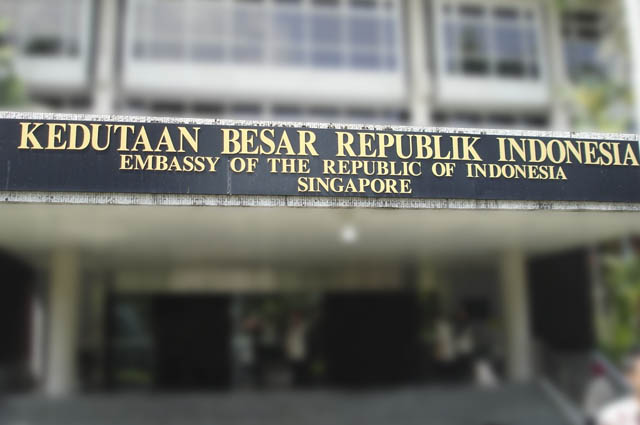 KEDUTAAN BESAR REPUBLIK INDONESIA
EMBASSY OF THE REPUBLIC OF INDONESIA
SINGAPORE